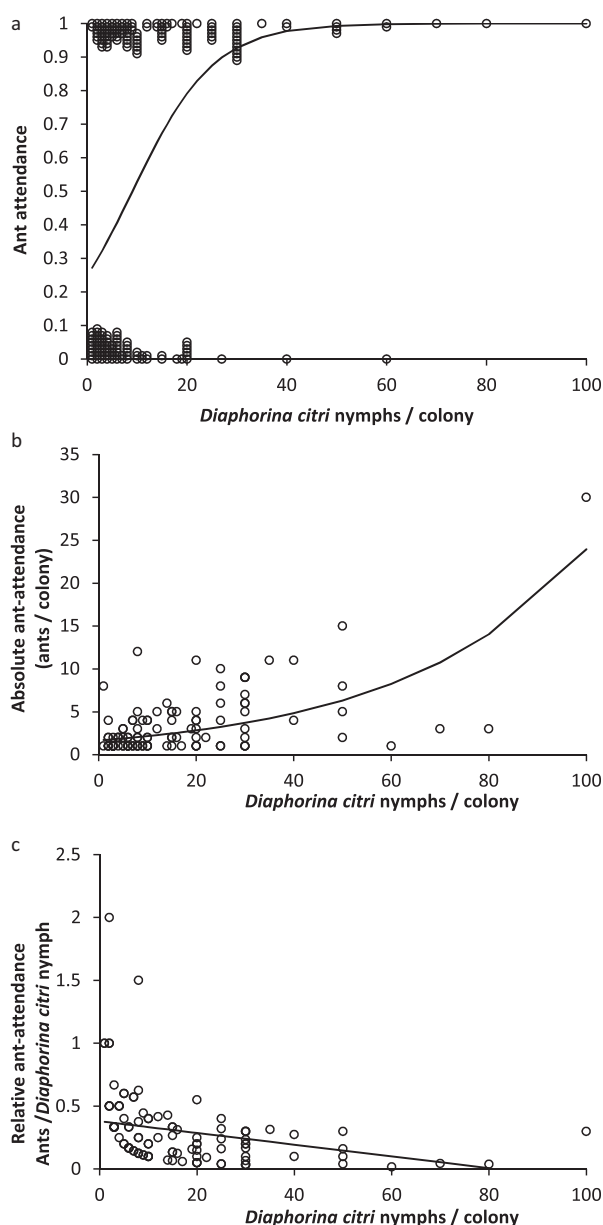 a
1
0.9
0.8
0.7
0.6
0.5
0.4
0.3
0.2
0.1
0
Ant attendance
0 20 40 60 80 100
Diaphorina citri nymphs / colony
b
35
30
25
20
15
10
5
0
Absolute ant-attendance
(ants / colony)
0 20 40 60 80 100
Diaphorina citri nymphs / colony
c
2.5
2
1.5
1
0.5
0
Relative ant-attendance
Ants /Diaphorina citri nymph
0 20 40 60 80 100
Diaphorina citri nymphs / colony